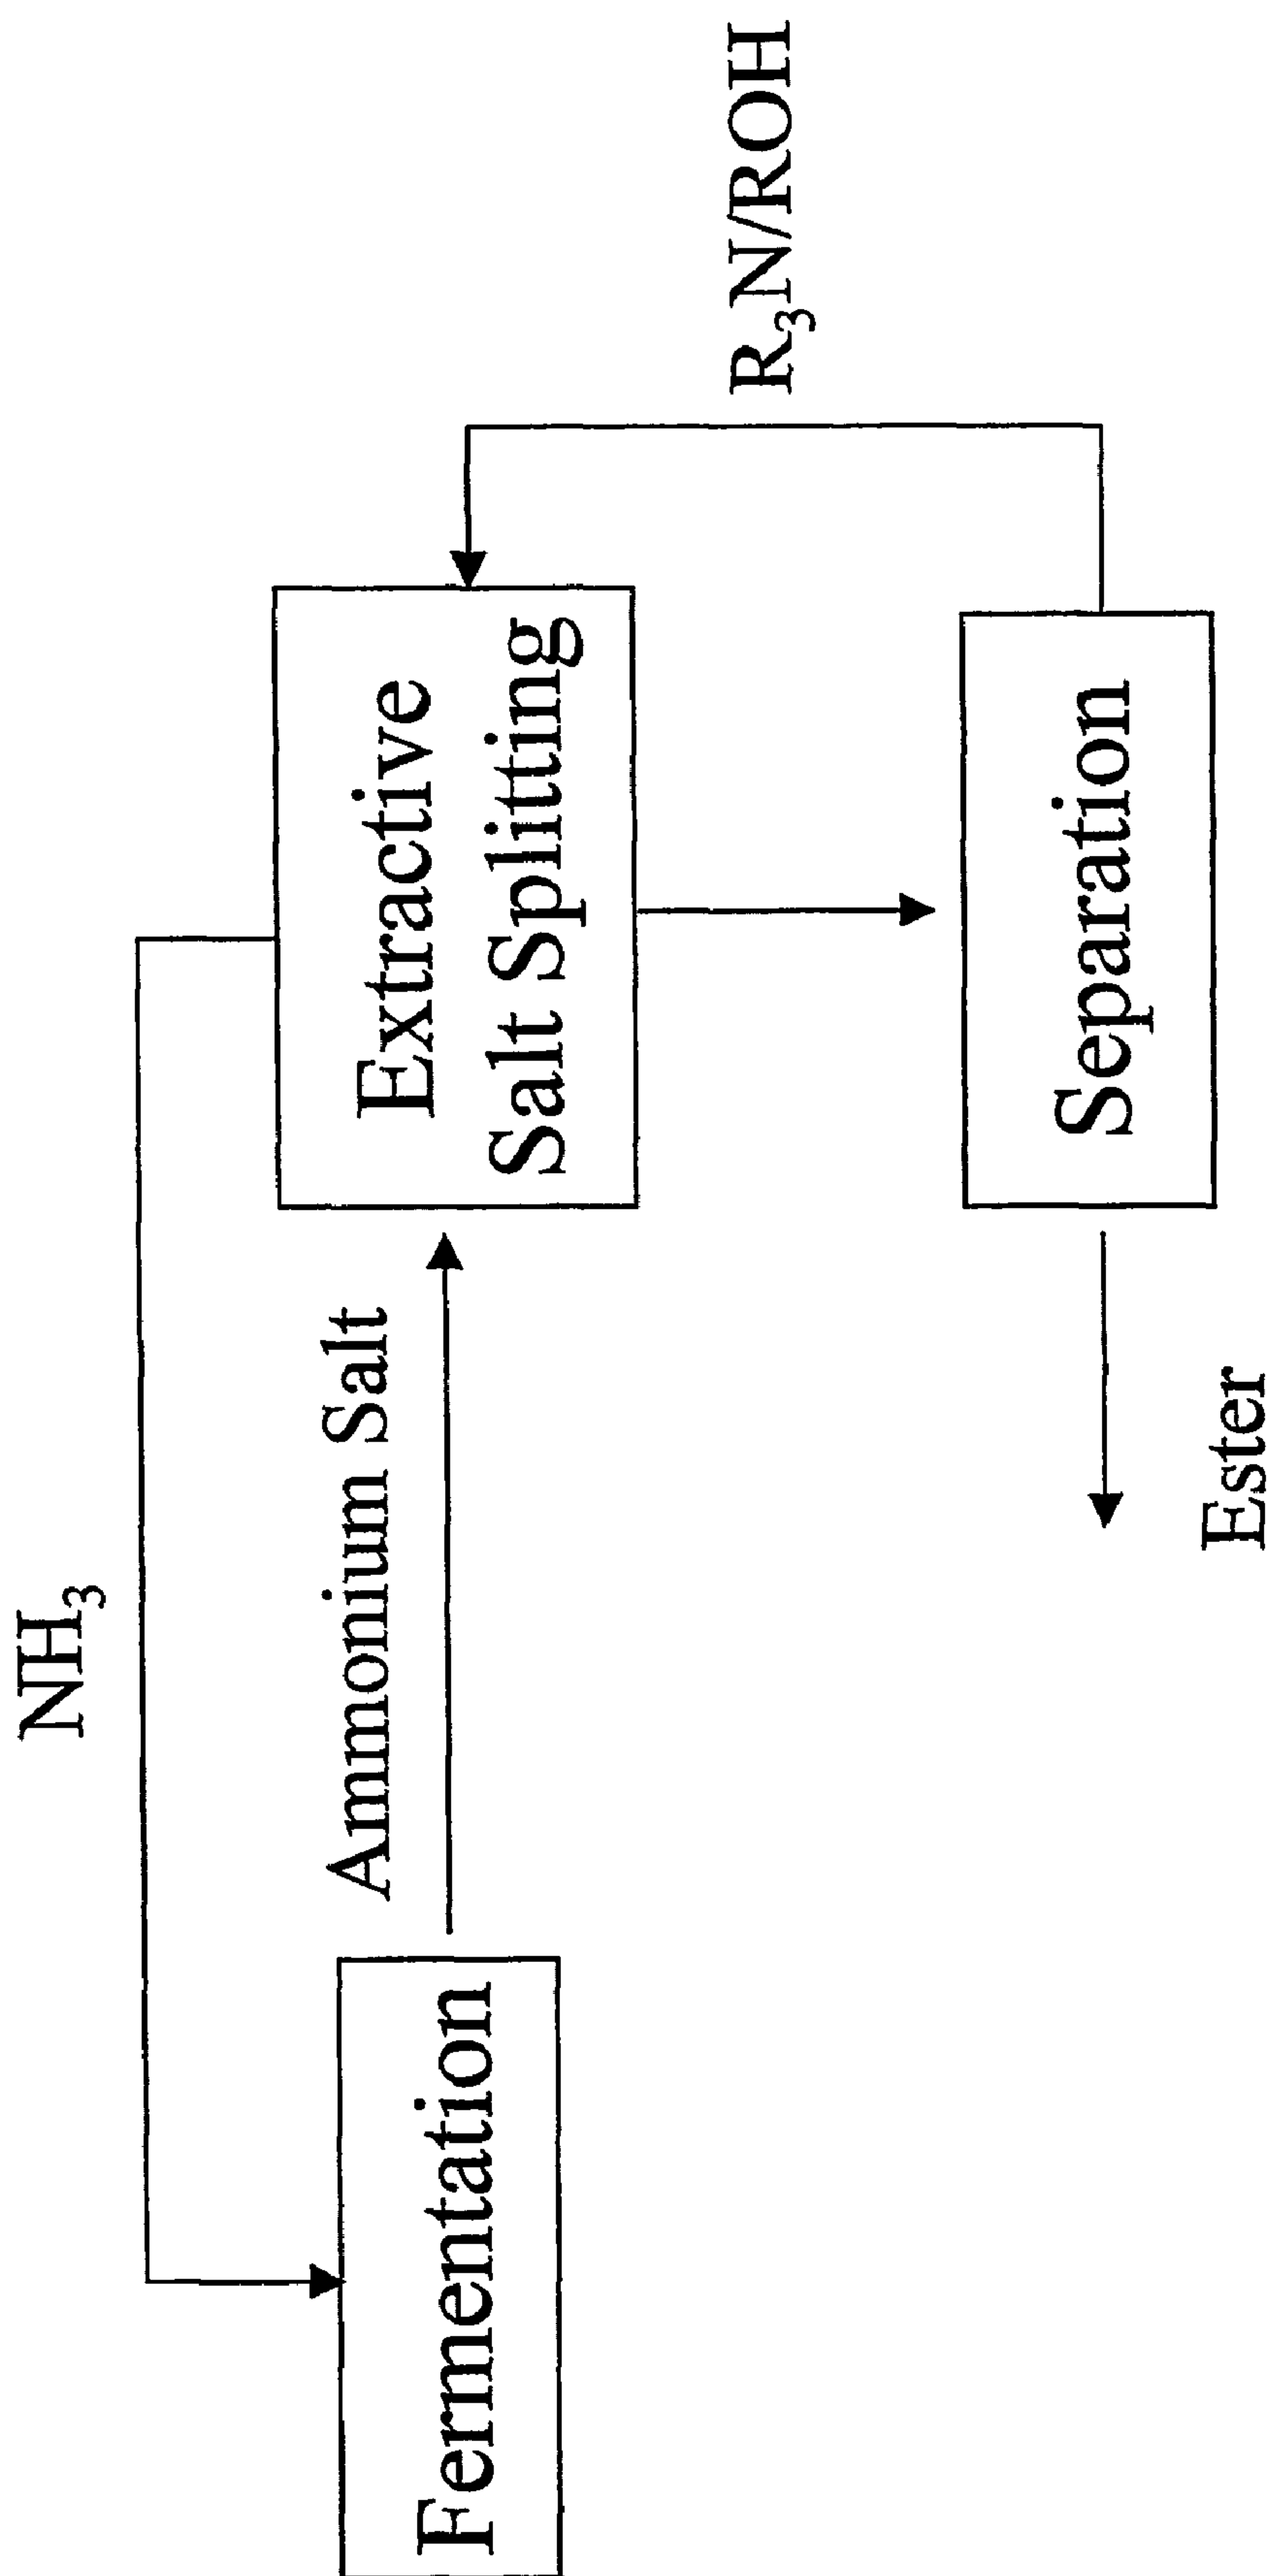 NH₃
Ammonium Salt
Fermentation
Extractive
Salt Splitting
R₃N/ROH
Separation
Ester